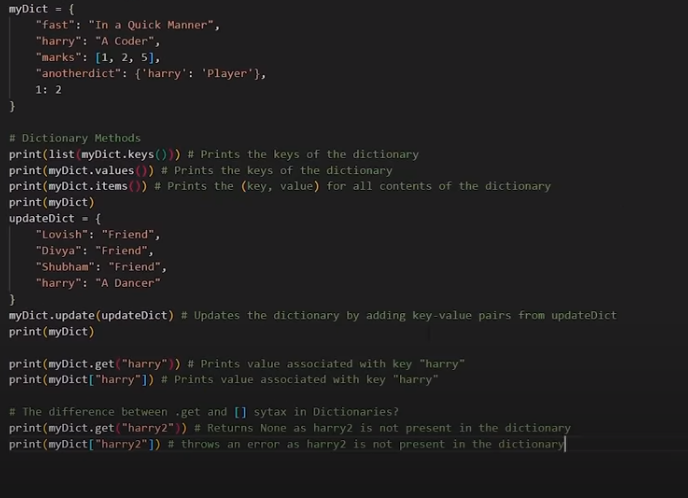 myDict = {
    "fast": "In a Quick Manner",
    "harry": "A Coder",
    "marks": [1, 2, 5],
    "anotherdict": {'harry': 'Player'},
    1: 2
}

# Dictionary Methods
print(list(myDict.keys())) # Prints the keys of the dictionary
print(myDict.values()) # Prints the keys of the dictionary
print(myDict.items()) # Prints the (key, value) for all contents of the dictionary
print(myDict)
updateDict = {
    "Lovish": "Friend",
    "Divya": "Friend",
    "Shubham": "Friend",
    "harry": "A Dancer"
}
myDict.update(updateDict) # Updates the dictionary by adding key-value pairs from updateDict
print(myDict)

print(myDict.get("harry")) # Prints value associated with key "harry"
print(myDict["harry"]) # Prints value associated with key "harry"

# The difference between .get and [] sytax in Dictionaries?
print(myDict.get("harry2")) # Returns None as harry2 is not present in the dictionary
print(myDict["harry2"]) # throws an error as harry2 is not present in the dictionary